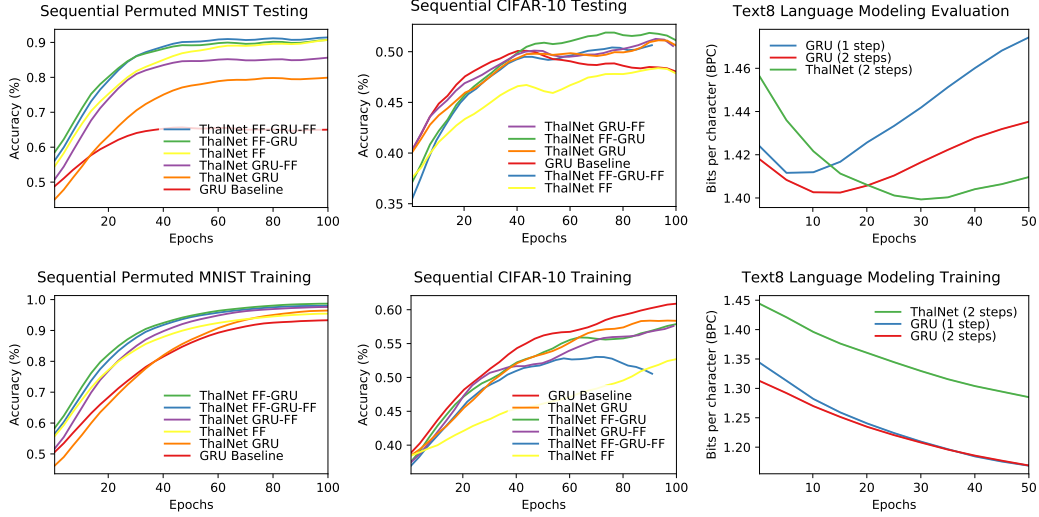 Sequential Permuted MNIST Testing
Accuracy (%)
0.9
0.8
0.7
0.6
0.5
ThalNet FF-GRU-FF
ThalNet FF-GRU
ThalNet FF
ThalNet GRU-FF
ThalNet GRU
GRU Baseline
20 40 60 80 100
Epochs
Sequential CIFAR-10 Testing
Accuracy (%)
0.50
0.45
0.40
0.35
ThalNet GRU-FF
ThalNet FF-GRU
ThalNet GRU
GRU Baseline
ThalNet FF-GRU-FF
ThalNet FF
20 40 60 80 100
Epochs
Text8 Language Modeling Evaluation
Bits per character (BPC)
1.46
1.44
1.42
1.40
GRU (1 step)
GRU (2 steps)
ThalNet (2 steps)
10 20 30 40 50
Epochs
Sequential Permuted MNIST Training
Accuracy (%)
1.0
0.9
0.8
0.7
0.6
0.5
ThalNet FF-GRU
ThalNet FF-GRU-FF
ThalNet GRU-FF
ThalNet FF
ThalNet GRU
GRU Baseline
20 40 60 80 100
Epochs
Sequential CIFAR-10 Training
Accuracy (%)
0.60
0.55
0.50
0.45
0.40
GRU Baseline
ThalNet GRU
ThalNet FF-GRU
ThalNet GRU-FF
ThalNet FF-GRU-FF
ThalNet FF
20 40 60 80 100
Epochs
Text8 Language Modeling Training
Bits per character (BPC)
1.45
1.40
1.35
1.30
1.25
1.20
ThalNet (2 steps)
GRU (1 step)
GRU (2 steps)
10 20 30 40 50
Epochs